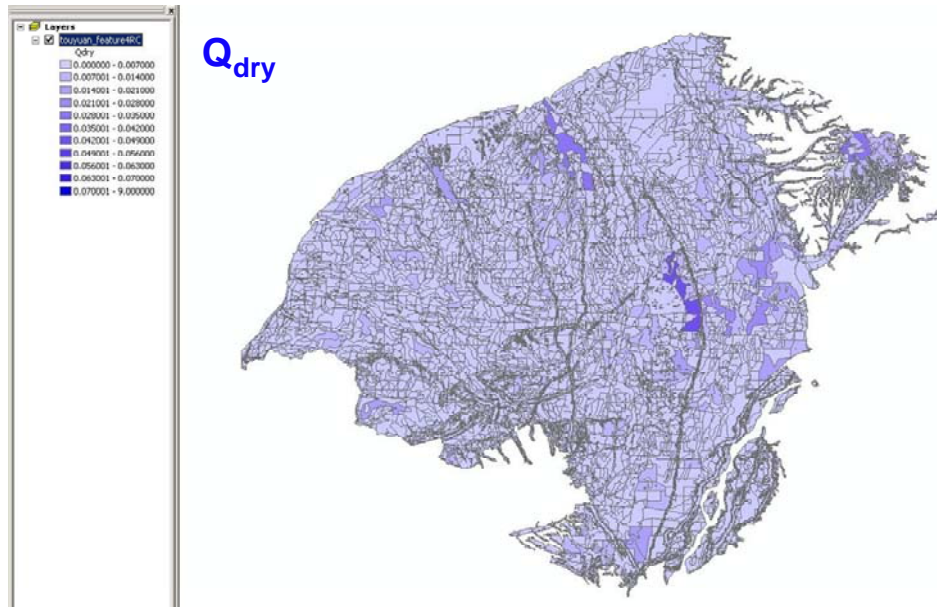 Layers
touyuan_feature4RC
Qdry
0.000000 - 0.007000
0.007001 - 0.014000
0.014001 - 0.021000
0.021001 - 0.028000
0.028001 - 0.035000
0.035001 - 0.042000
0.042001 - 0.049000
0.049001 - 0.056000
0.056001 - 0.063000
0.063001 - 0.070000
0.070001 - 9.000000
Qdry